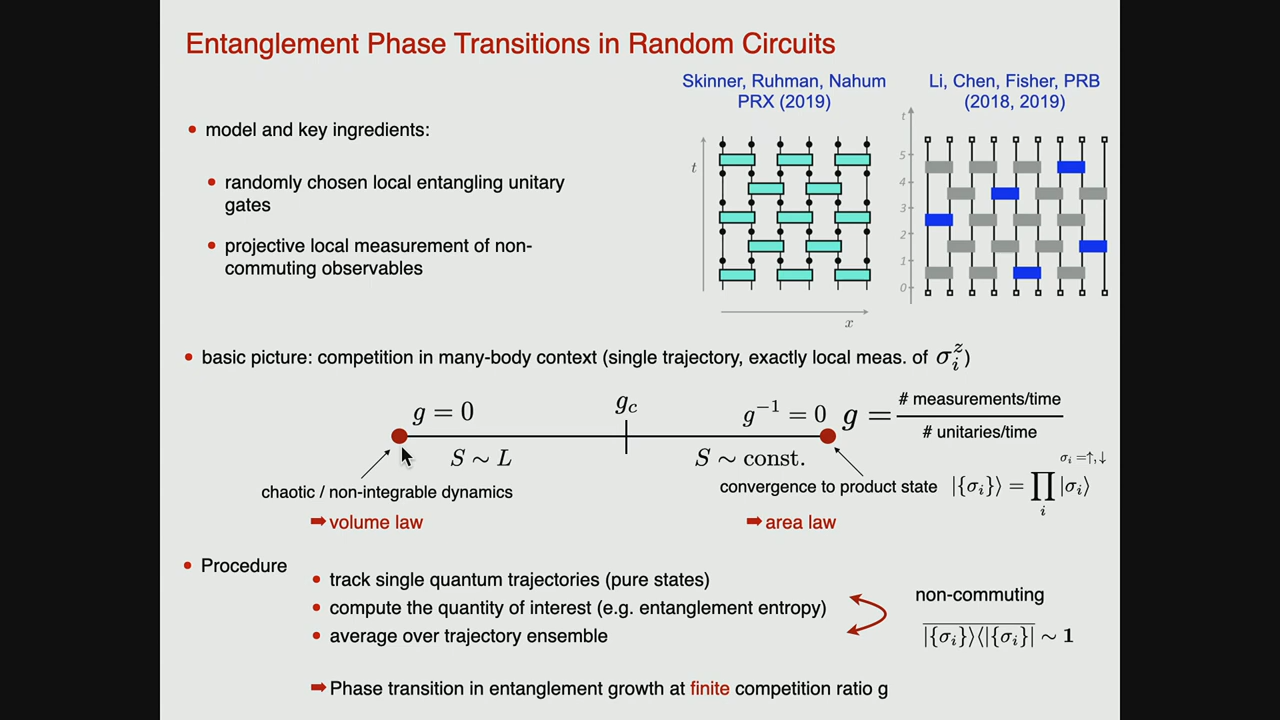 Entanglement Phase Transitions in Random Circuits
Skinner, Ruhman, Nahum
PRX (2019)
Li, Chen, Fisher, PRB
(2018, 2019)
• model and key ingredients:
• randomly chosen local entangling unitary
gates
• projective local measurement of non-
commuting observables
t
x
t
5
4
3
2
1
0
• basic picture: competition in many-body context (single trajectory, exactly local meas. of σ_i^z)
g = 0
g_c
g^{-1} = 0
g = # measurements/time
# unitaries/time
S ~ L
S ~ const.
chaotic / non-integrable dynamics
convergence to product state
|{σ_i}⟩ = ∏_i |σ_i⟩
σ_i =↑,↓
➡ volume law
➡ area law
• Procedure
• track single quantum trajectories (pure states)
• compute the quantity of interest (e.g. entanglement entropy)
• average over trajectory ensemble
non-commuting
\overline{|{σ_i}⟩⟨|{σ_i}|} ~ 1
➡ Phase transition in entanglement growth at finite competition ratio g